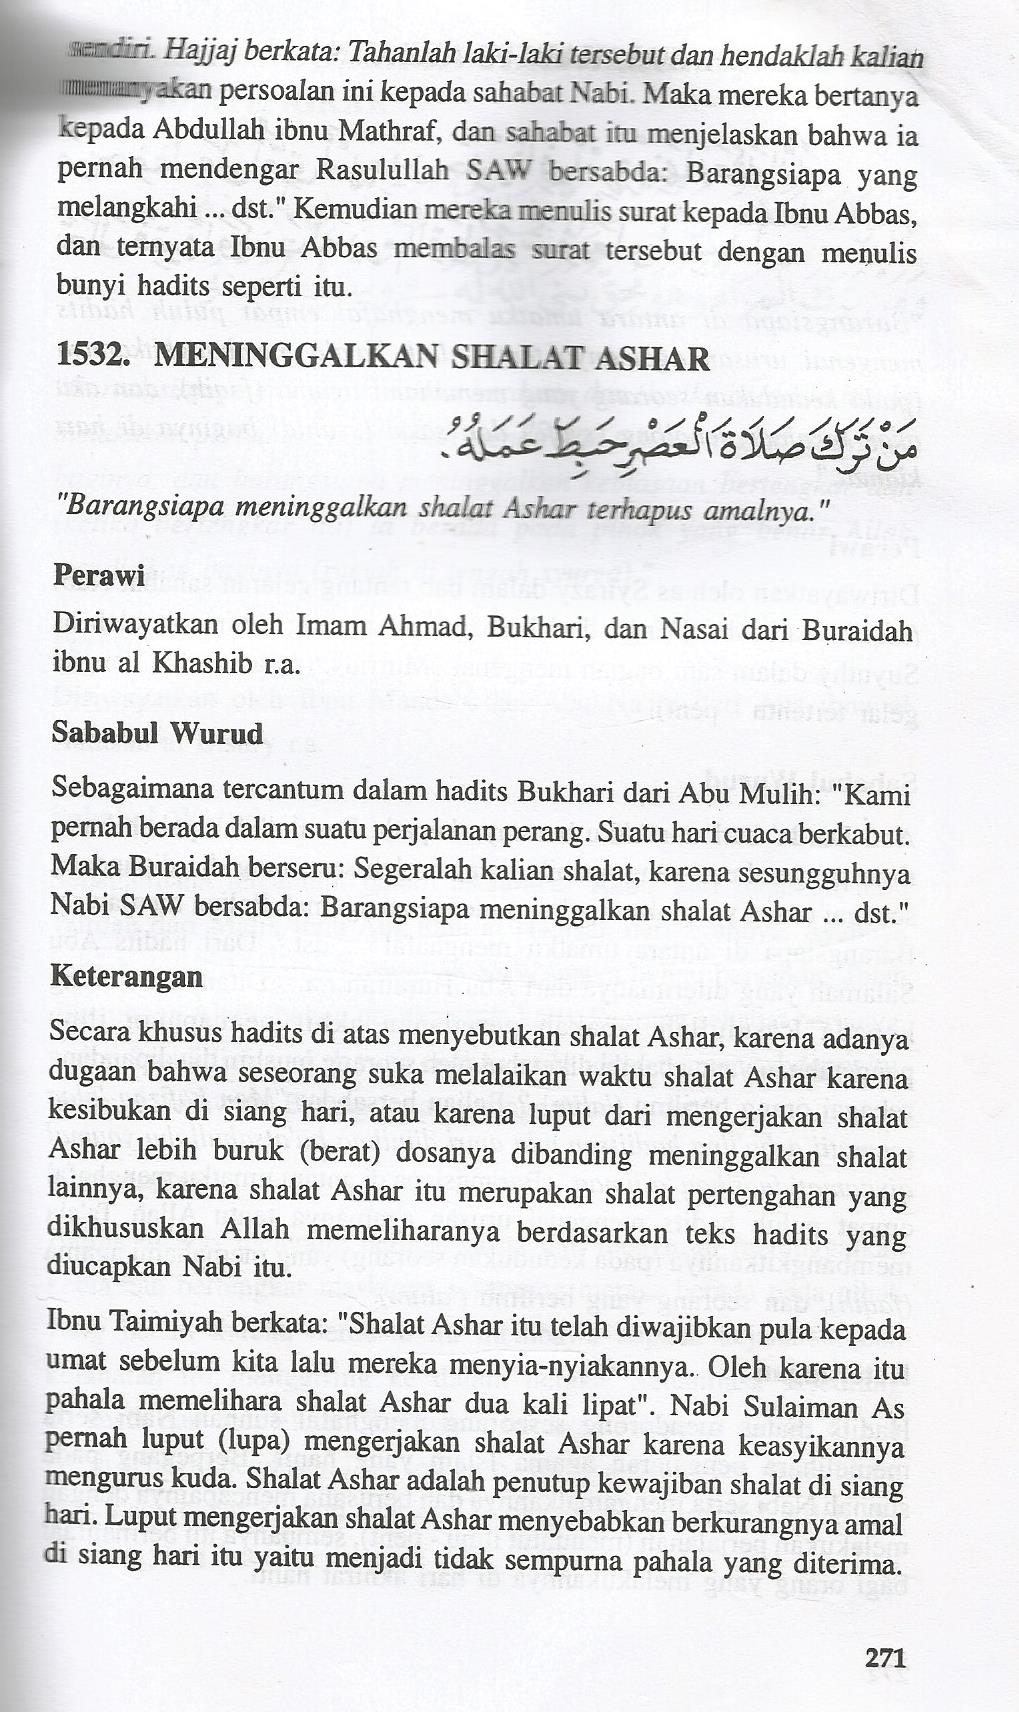 sendiri. Hajjaj berkata: Tahanlah laki-laki tersebut dan hendaklah kalian
menanyakan persoalan ini kepada sahabat Nabi. Maka mereka bertanya
kepada Abdullah ibnu Mathraf, dan sahabat itu menjelaskan bahwa ia
pernah mendengar Rasulullah SAW bersabda: Barangsiapa yang
melangkahi ... dst." Kemudian mereka menulis surat kepada Ibnu Abbas,
dan ternyata Ibnu Abbas membalas surat tersebut dengan menulis
bunyi hadits seperti itu.
1532. MENINGGALKAN SHALAT ASHAR
مَنْ تَرَكَ صَلَاةَ الْعَصْرِ حَبِطَ عَمَلُهُ.
"Barangsiapa meninggalkan shalat Ashar terhapus amalnya."
Perawi
Diriwayatkan oleh Imam Ahmad, Bukhari, dan Nasai dari Buraidah
ibnu al Khashib r.a.
Sababul Wurud
Sebagaimana tercantum dalam hadits Bukhari dari Abu Mulih: "Kami
pernah berada dalam suatu perjalanan perang. Suatu hari cuaca berkabut.
Maka Buraidah berseru: Segeralah kalian shalat, karena sesungguhnya
Nabi SAW bersabda: Barangsiapa meninggalkan shalat Ashar ... dst."
Keterangan
Secara khusus hadits di atas menyebutkan shalat Ashar, karena adanya
dugaan bahwa seseorang suka melalaikan waktu shalat Ashar karena
kesibukan di siang hari, atau karena luput dari mengerjakan shalat
Ashar lebih buruk (berat) dosanya dibanding meninggalkan shalat
lainnya, karena shalat Ashar itu merupakan shalat pertengahan yang
dikhususkan Allah memeliharanya berdasarkan teks hadits yang
diucapkan Nabi itu.
Ibnu Taimiyah berkata: "Shalat Ashar itu telah diwajibkan pula kepada
umat sebelum kita lalu mereka menyia-nyiakannya. Oleh karena itu
pahala memelihara shalat Ashar dua kali lipat". Nabi Sulaiman As
pernah luput (lupa) mengerjakan shalat Ashar karena keasyikannya
mengurus kuda. Shalat Ashar adalah penutup kewajiban shalat di siang
hari. Luput mengerjakan shalat Ashar menyebabkan berkurangnya amal
di siang hari itu yaitu menjadi tidak sempurna pahala yang diterima.
271